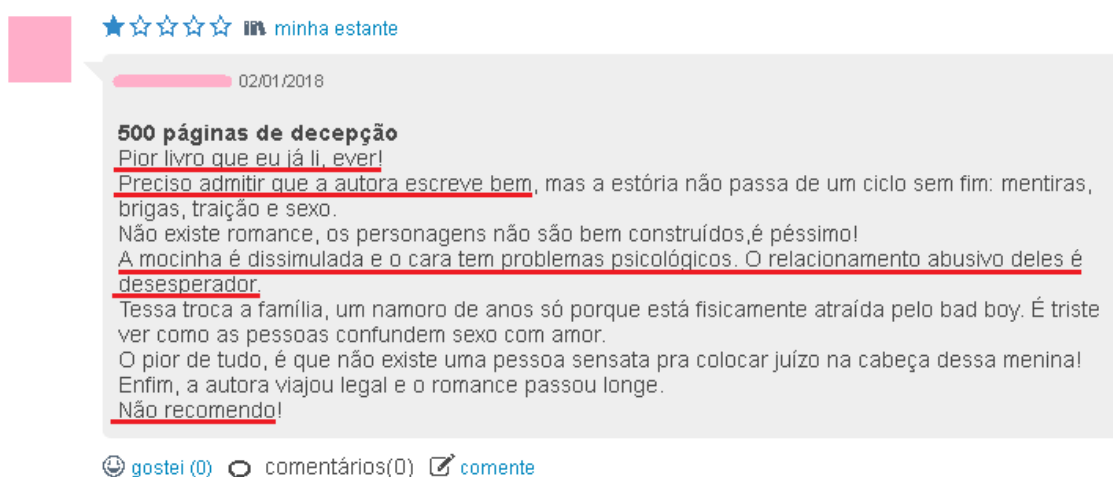 minha estante
02/01/2018
500 páginas de decepção
Pior livro que eu já li, ever!
Preciso admitir que a autora escreve bem, mas a estória não passa de um ciclo sem fim: mentiras,
brigas, traição e sexo.
Não existe romance, os personagens não são bem construídos,é péssimo!
A mocinha é dissimulada e o cara tem problemas psicológicos. O relacionamento abusivo deles é
desesperador.
Tessa troca a família, um namoro de anos só porque está fisicamente atraída pelo bad boy. É triste
ver como as pessoas confundem sexo com amor.
O pior de tudo, é que não existe uma pessoa sensata pra colocar juízo na cabeça dessa menina!
Enfim, a autora viajou legal e o romance passou longe.
Não recomendo!
gostei (0) comentários(0) comente